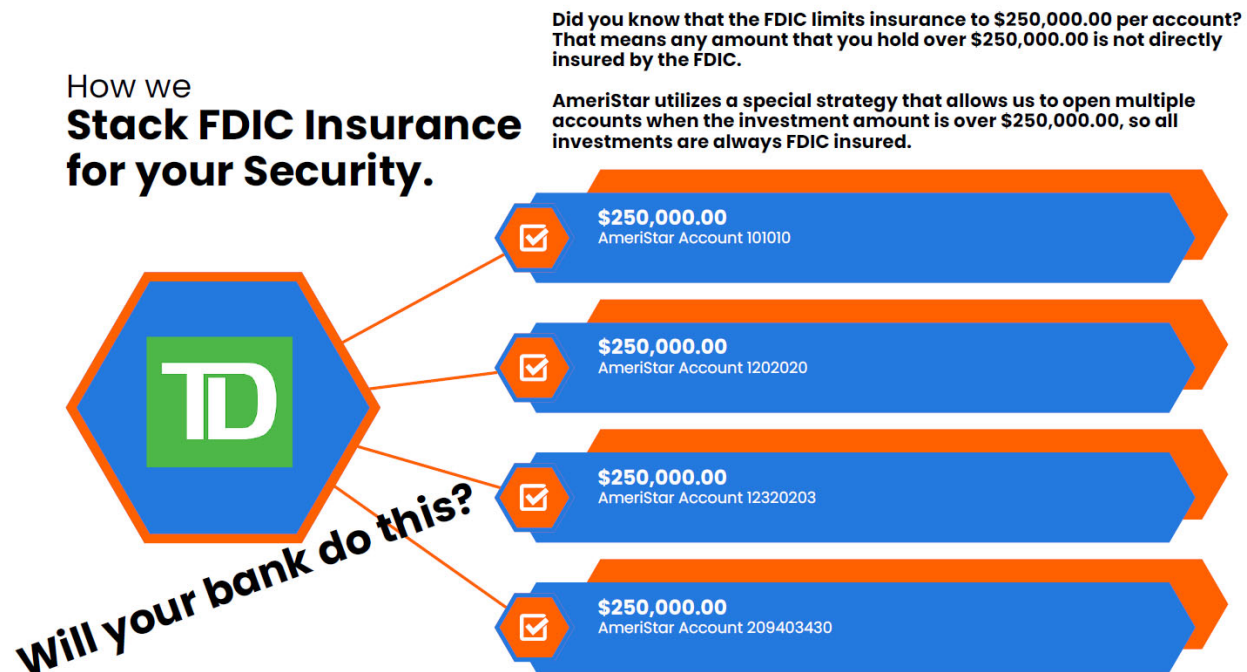 Did you know that the FDIC limits insurance to $250,000.00 per account?
That means any amount that you hold over $250,000.00 is not directly
insured by the FDIC.
AmeriStar utilizes a special strategy that allows us to open multiple
accounts when the investment amount is over $250,000.00, so all
investments are always FDIC insured.
How we
Stack FDIC Insurance
for your Security.
$250,000.00
AmeriStar Account 101010
$250,000.00
AmeriStar Account 1202020
$250,000.00
AmeriStar Account 12320203
$250,000.00
AmeriStar Account 209403430
TD
Will your bank do this?